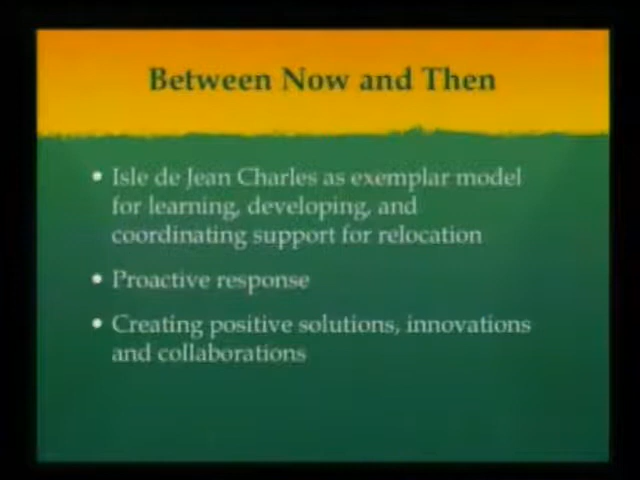 Between Now and Then
• Isle de Jean Charles as exemplar model
for learning, developing, and
coordinating support for relocation
• Proactive response
• Creating positive solutions, innovations
and collaborations